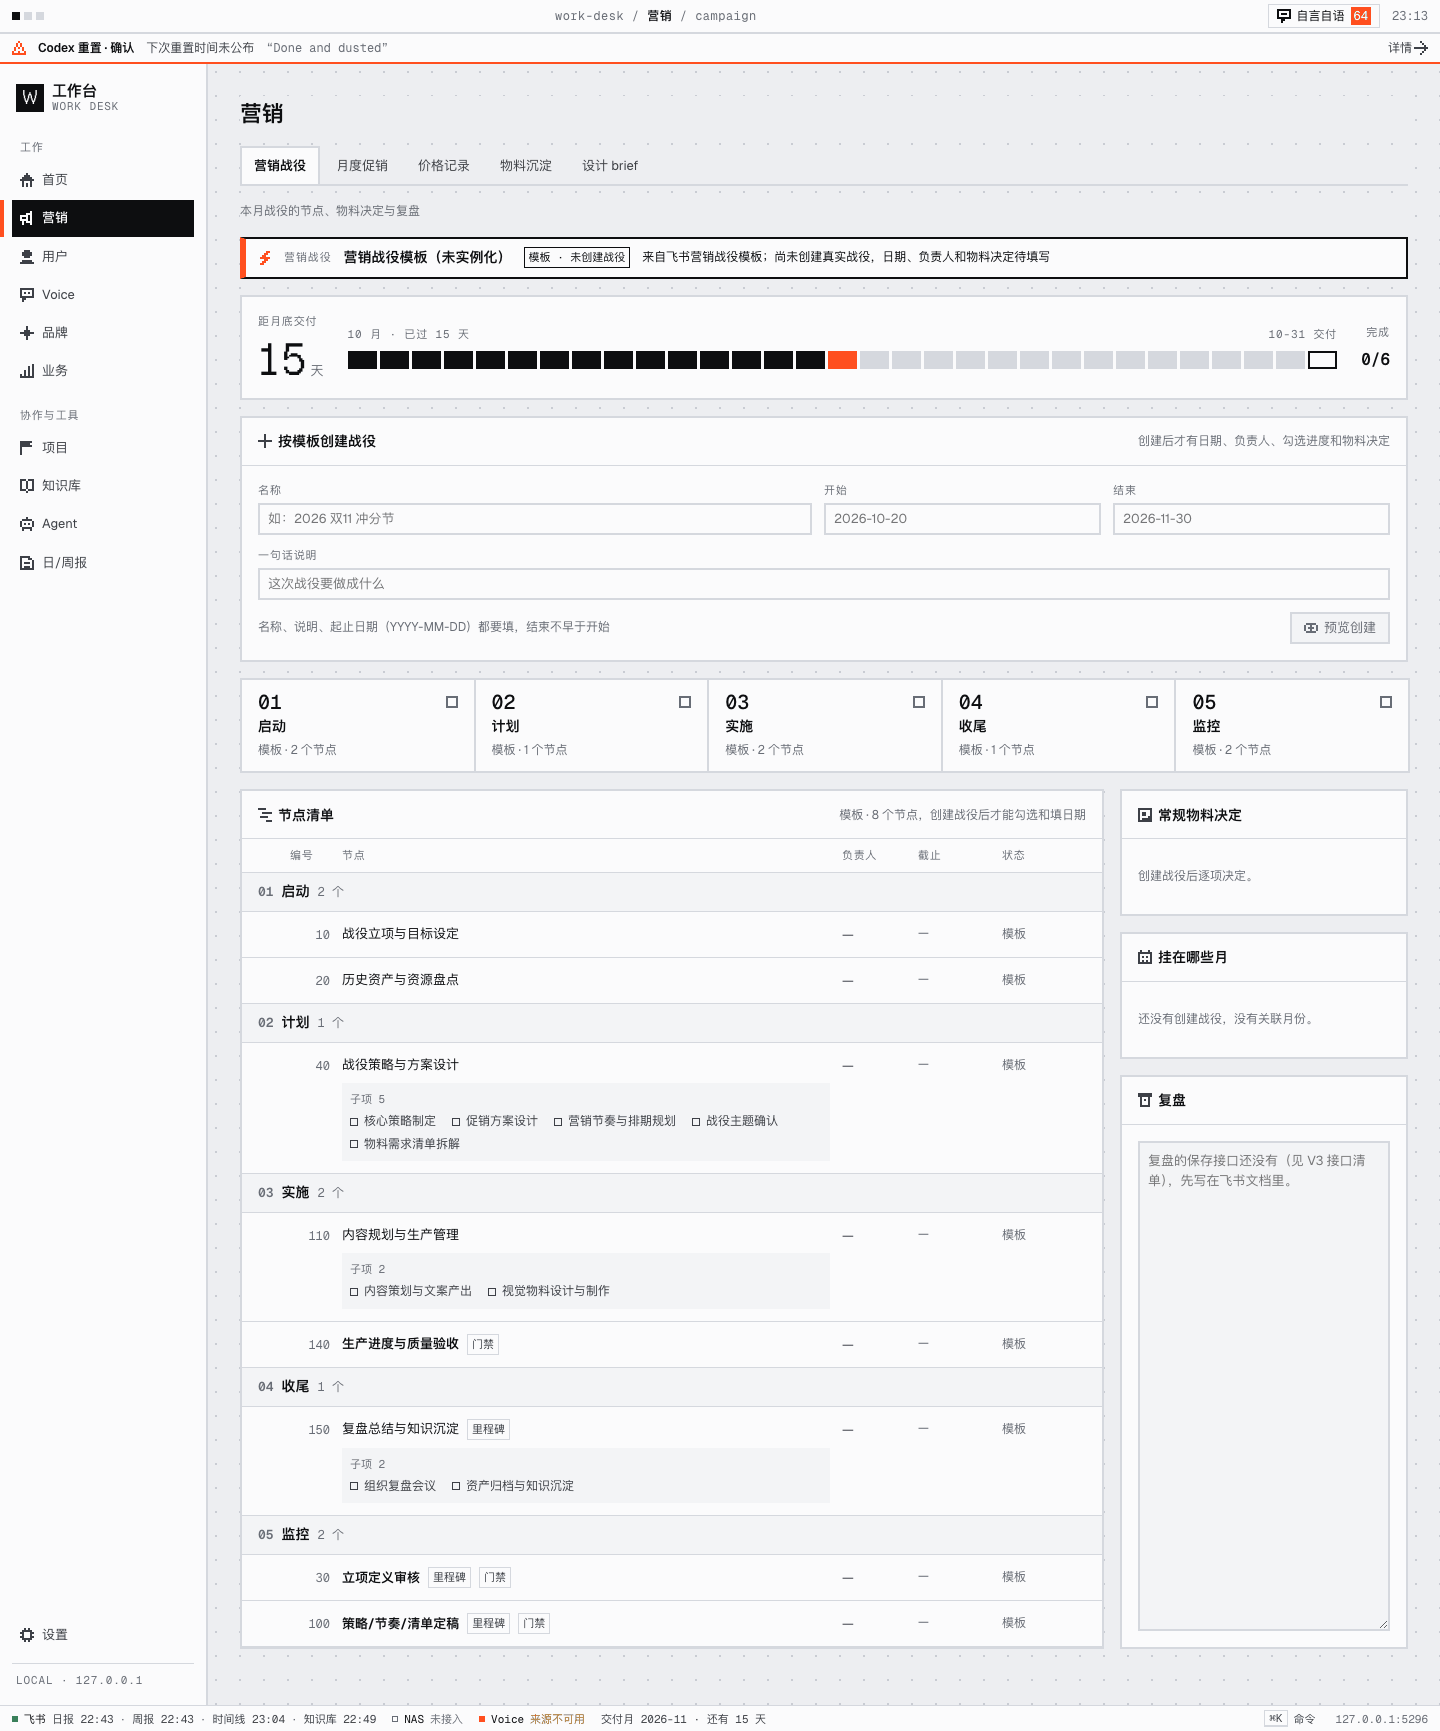 work-desk / 营销 / campaign
自言自语 64 23:13
Codex 重置·确认 下次重置时间未公布 “Done and dusted” 详情
W 工作台
WORK DESK
工作
首页
营销
用户
Voice
品牌
业务
协作与工具
项目
知识库
Agent
日/周报
设置
LOCAL · 127.0.0.1
营销
营销战役 月度促销 价格记录 物料沉淀 设计 brief
本月战役的节点、物料决定与复盘
营销战役 营销战役模板（未实例化） 模板 · 未创建战役 来自飞书营销战役模板；尚未创建真实战役，日期、负责人和物料决定待填写
距月底交付
15 天
10 月 · 已过 15 天 10-31 交付
完成
0/6
按模板创建战役 创建后才有日期、负责人、勾选进度和物料决定
名称 开始 结束
如：2026 双11 冲分节 2026-10-20 2026-11-30
一句话说明
这次战役要做成什么
名称、说明、起止日期（YYYY-MM-DD）都要填，结束不早于开始 预览创建
01
启动
模板·2 个节点
02
计划
模板·1 个节点
03
实施
模板·2 个节点
04
收尾
模板·1 个节点
05
监控
模板·2 个节点
节点清单 模板·8 个节点，创建战役后才能勾选和填日期
编号 节点 负责人 截止 状态
01 启动 2 个
10 战役立项与目标设定 — — 模板
20 历史资产与资源盘点 — — 模板
02 计划 1 个
40 战役策略与方案设计 — — 模板
子项 5
核心策略制定 促销方案设计 营销节奏与排期规划 战役主题确认
物料需求清单拆解
03 实施 2 个
110 内容规划与生产管理 — — 模板
子项 2
内容策划与文案产出 视觉物料设计与制作
140 生产进度与质量验收 门禁 — — 模板
04 收尾 1 个
150 复盘总结与知识沉淀 里程碑 — — 模板
子项 2
组织复盘会议 资产归档与知识沉淀
05 监控 2 个
30 立项定义审核 里程碑 门禁 — — 模板
100 策略/节奏/清单定稿 里程碑 门禁 — — 模板
常规物料决定
创建战役后逐项决定。
挂在哪些月
还没有创建战役，没有关联月份。
复盘
复盘的保存接口还没有（见 V3 接口清
单），先写在飞书文档里。
飞书 日报 22:43 · 周报 22:43 · 时间线 23:04 · 知识库 22:49 NAS 未接入 Voice 来源不可用 交付月 2026-11 · 还有 15 天 ⌘K 命令 127.0.0.1:5296